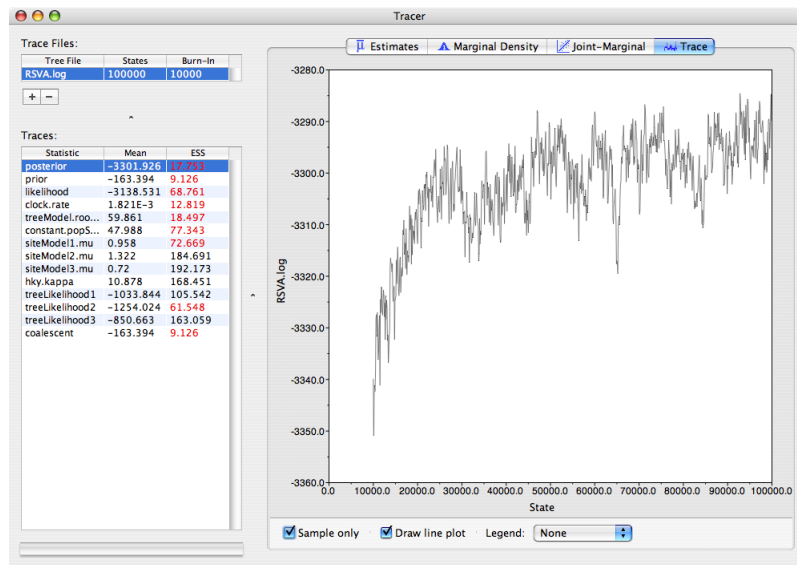 Tracer
Trace Files:
Tree File States Burn-In
RSVA.log 100000 10000
+ −
Traces:
Statistic Mean ESS
posterior -3301.926 17.753
prior -163.394 9.126
likelihood -3138.531 68.761
clock.rate 1.821E-3 12.819
treeModel.roo... 59.861 18.497
constant.popS... 47.988 77.343
siteModel1.mu 0.958 72.669
siteModel2.mu 1.322 184.691
siteModel3.mu 0.72 192.173
hky.kappa 10.878 168.451
treeLikelihood1 -1033.844 105.542
treeLikelihood2 -1254.024 61.548
treeLikelihood3 -850.663 163.059
coalescent -163.394 9.126
Estimates Marginal Density Joint-Marginal Trace
-3280.0
-3290.0
-3300.0
-3310.0
-3320.0
-3330.0
-3340.0
-3350.0
-3360.0
RSVA.log
0.0 10000.0 20000.0 30000.0 40000.0 50000.0 60000.0 70000.0 80000.0 90000.0 100000.0
State
Sample only Draw line plot Legend: None